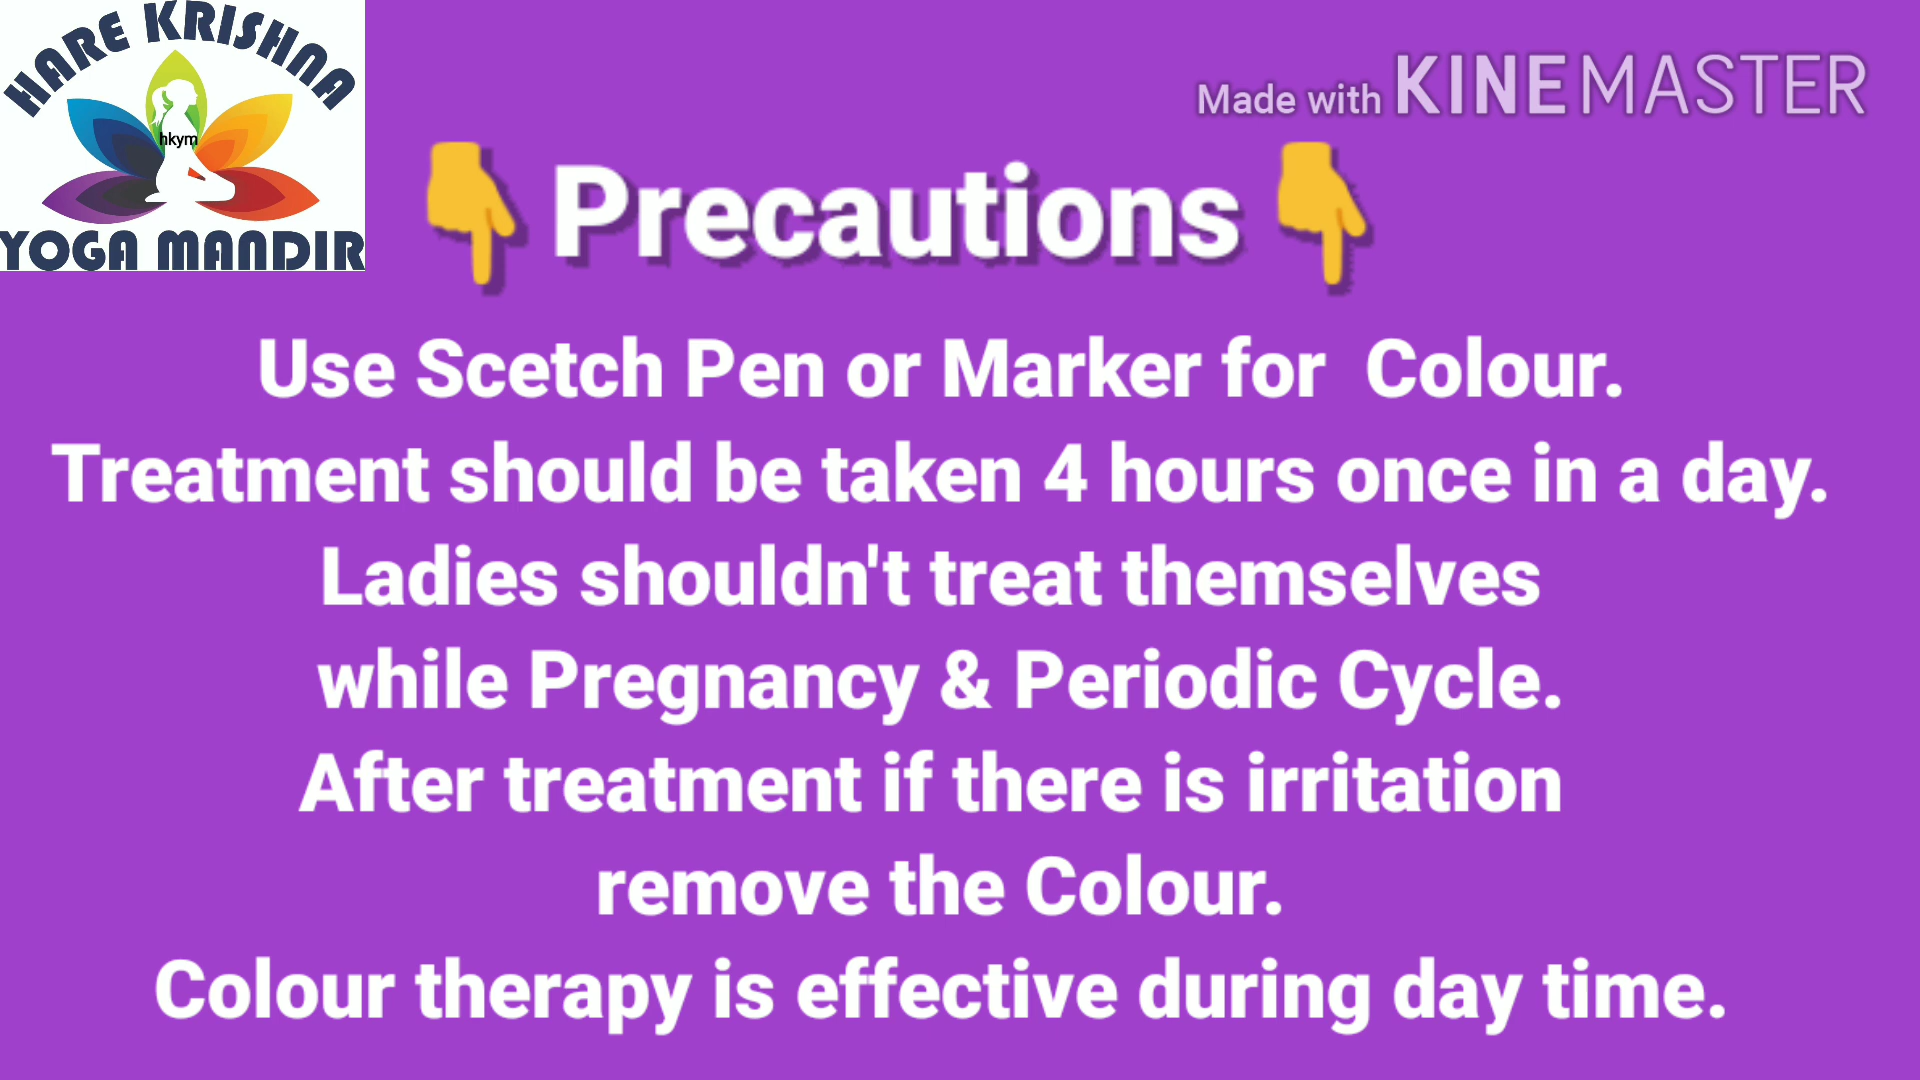 HARE KRISHNA
hkym
YOGA MANDIR
Made with KINEMASTER
👇Precautions👇
Use Scetch Pen or Marker for  Colour.
Treatment should be taken 4 hours once in a day.
Ladies shouldn't treat themselves
while Pregnancy & Periodic Cycle.
After treatment if there is irritation
remove the Colour.
Colour therapy is effective during day time.